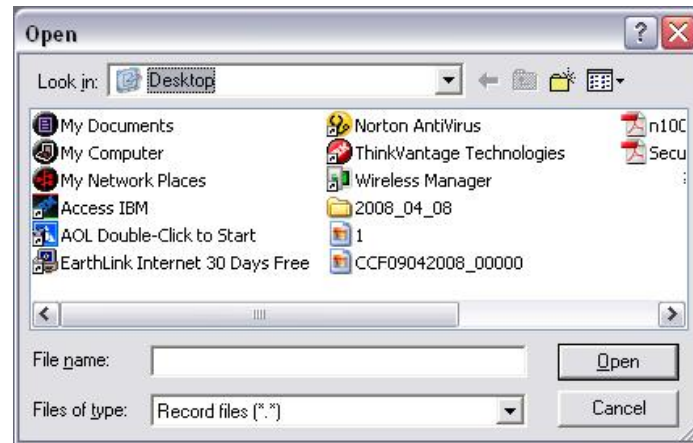 Open
Look in: Desktop
My Documents
My Computer
My Network Places
Access IBM
AOL Double-Click to Start
EarthLink Internet 30 Days Free
Norton AntiVirus
ThinkVantage Technologies
Wireless Manager
2008_04_08
1
CCF09042008_00000
n10C
Secu
File name:
Open
Files of type: Record files (*.*)
Cancel